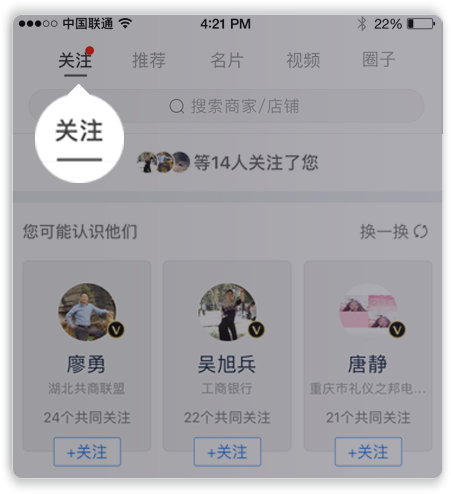 中国联通 4:21 PM 22%
关注 推荐 名片 视频 圈子
搜索商家/店铺
关注
等14人关注了您
您可能认识他们 换一换
廖勇 吴旭兵 唐静
湖北共商联盟 工商银行 重庆市礼仪之邦电...
24个共同关注 22个共同关注 21个共同关注
+关注 +关注 +关注